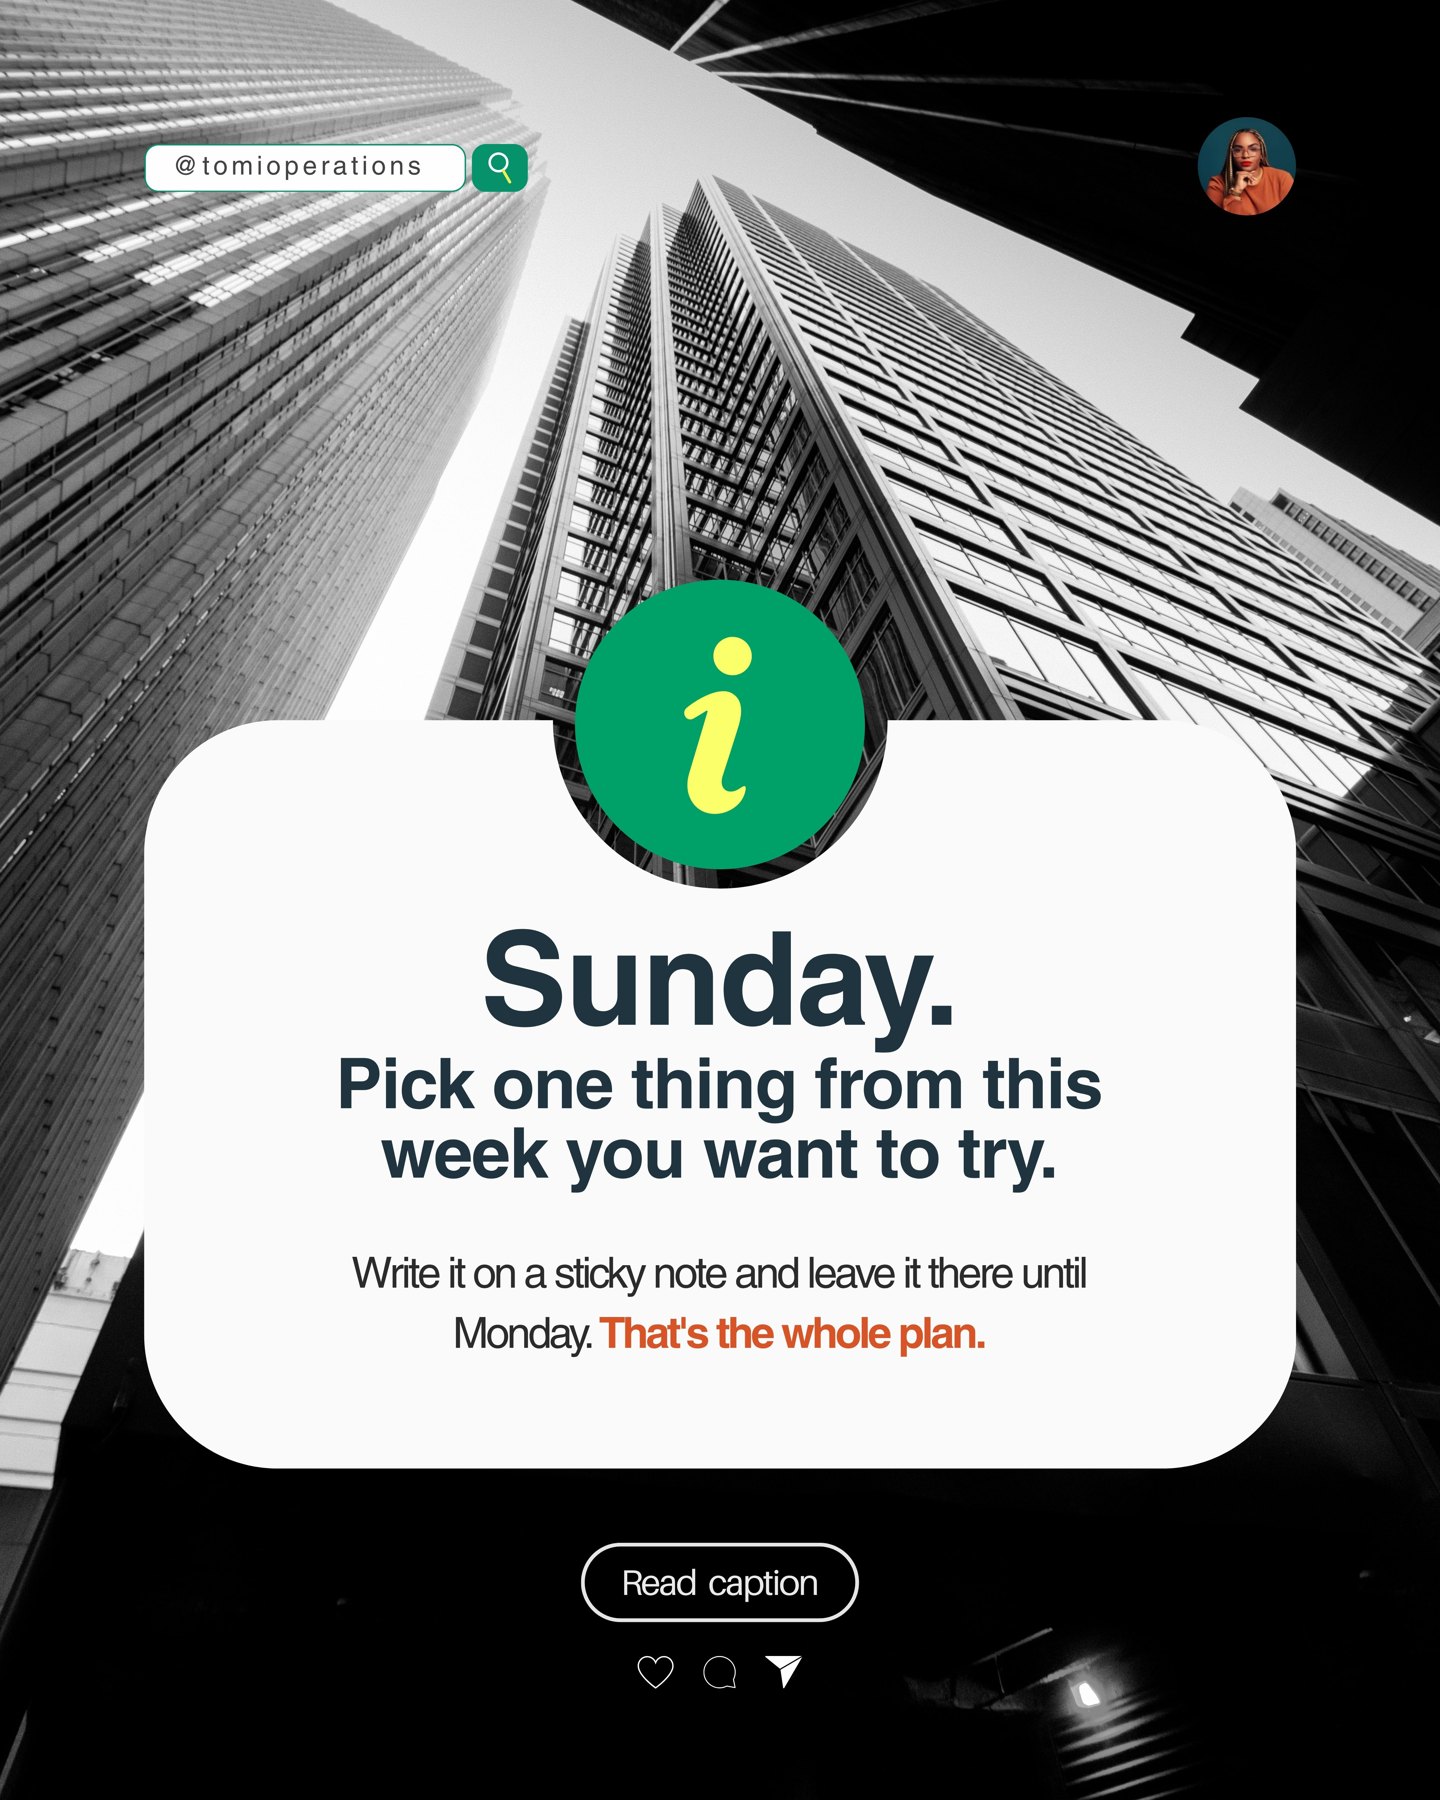 @tomioperations
i
Sunday.
Pick one thing from this
week you want to try.
Write it on a sticky note and leave it there until
Monday. That's the whole plan.
Read caption